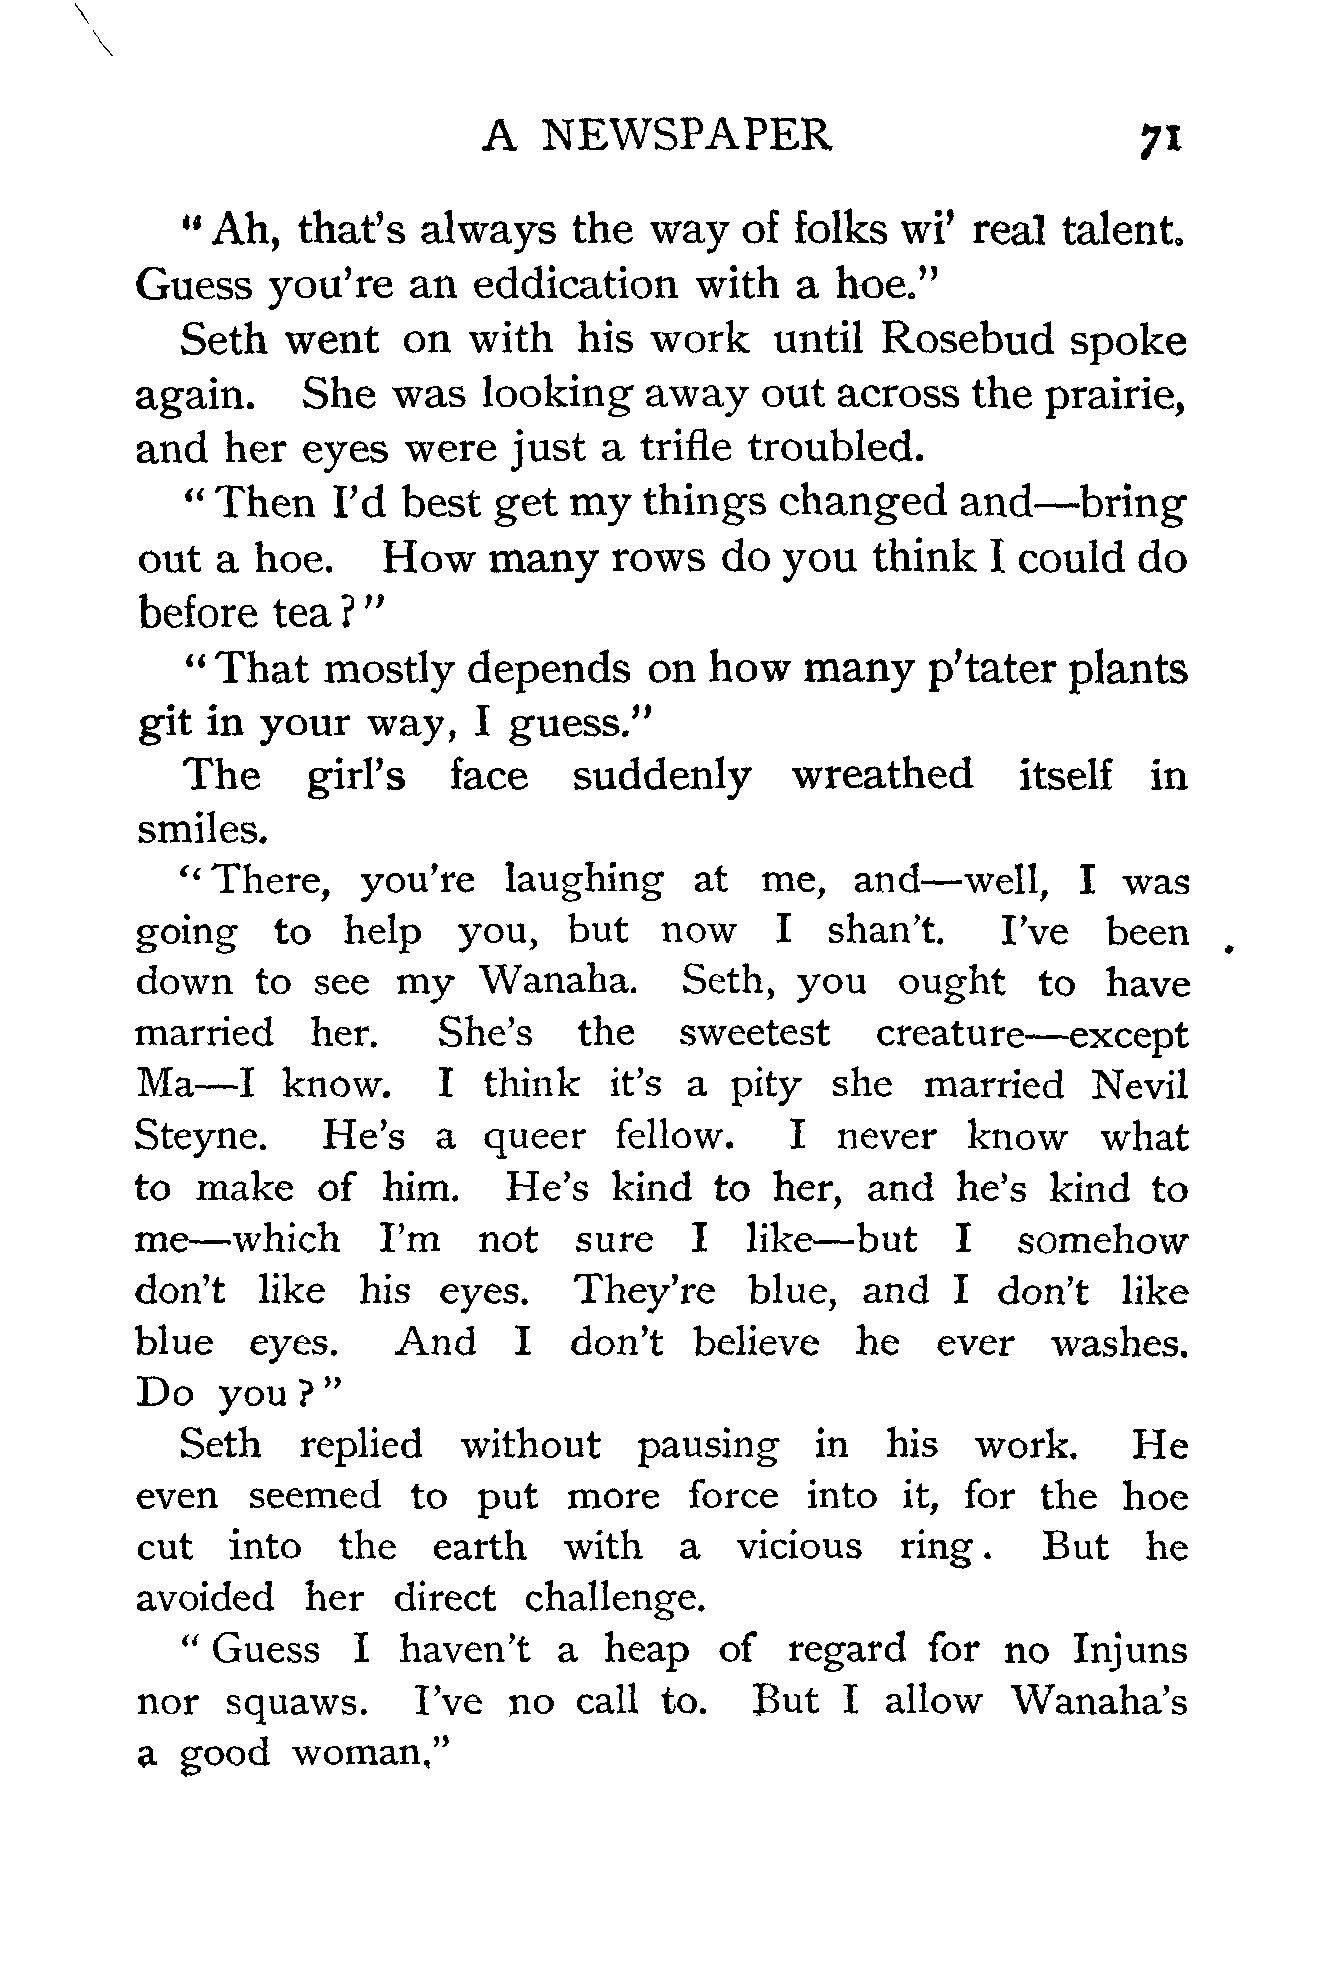 A NEWSPAPER 71
"Ah, that's always the way of folks wi' real talent.
Guess you're an eddication with a hoe."
Seth went on with his work until Rosebud spoke
again. She was looking away out across the prairie,
and her eyes were just a trifle troubled.
"Then I'd best get my things changed and—bring
out a hoe. How many rows do you think I could do
before tea?"
"That mostly depends on how many p'tater plants
git in your way, I guess."
The girl's face suddenly wreathed itself in
smiles.
"There, you're laughing at me, and—well, I was
going to help you, but now I shan't. I've been
down to see my Wanaha. Seth, you ought to have
married her. She's the sweetest creature—except
Ma—I know. I think it's a pity she married Nevil
Steyne. He's a queer fellow. I never know what
to make of him. He's kind to her, and he's kind to
me—which I'm not sure I like—but I somehow
don't like his eyes. They're blue, and I don't like
blue eyes. And I don't believe he ever washes.
Do you?"
Seth replied without pausing in his work. He
even seemed to put more force into it, for the hoe
cut into the earth with a vicious ring. But he
avoided her direct challenge.
"Guess I haven't a heap of regard for no Injuns
nor squaws. I've no call to. But I allow Wanaha's
a good woman."